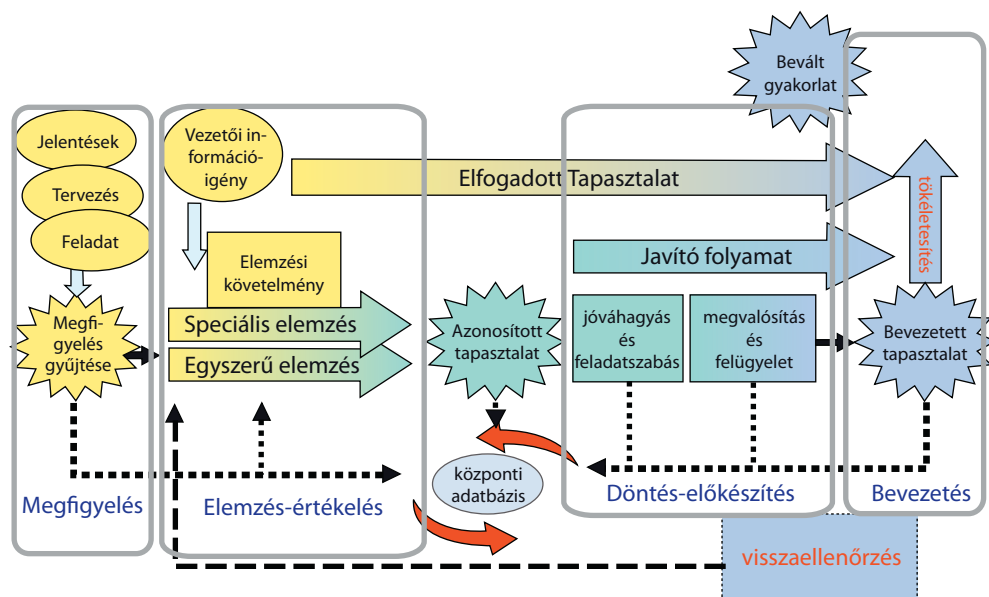 Bevált
gyakorlat
Jelentések
Tervezés
Feladat
Megfi-
gyelés
gyűjtése
Megfigyelés
Vezetői in-
formáció-
igény
Elfogadott Tapasztalat
Elemzési
követelmény
Speciális elemzés
Egyszerű elemzés
Elemzés-értékelés
Azonosított
tapasztalat
központi
adatbázis
Javító folyamat
jóváhagyás
és
feladatszabás
megvalósítás
és
felügyelet
Döntés-előkészítés
tökéletesítés
Bevezetett
tapasztalat
Bevezetés
visszaellenőrzés